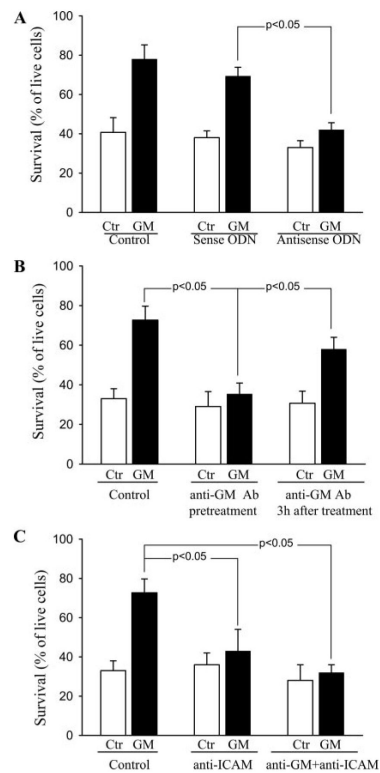 A
p<0.05
Survival (% of live cells)
100
80
60
40
20
0
Ctr GM Ctr GM Ctr GM
Control Sense ODN Antisense ODN
B
p<0.05 p<0.05
Survival (% of live cells)
100
80
60
40
20
0
Ctr GM Ctr GM Ctr GM
Control anti-GM Ab anti-GM Ab
pretreatment 3h after treatment
C
p<0.05
p<0.05
Survival (% of live cells)
100
80
60
40
20
0
Ctr GM Ctr GM Ctr GM
Control anti-ICAM anti-GM+anti-ICAM